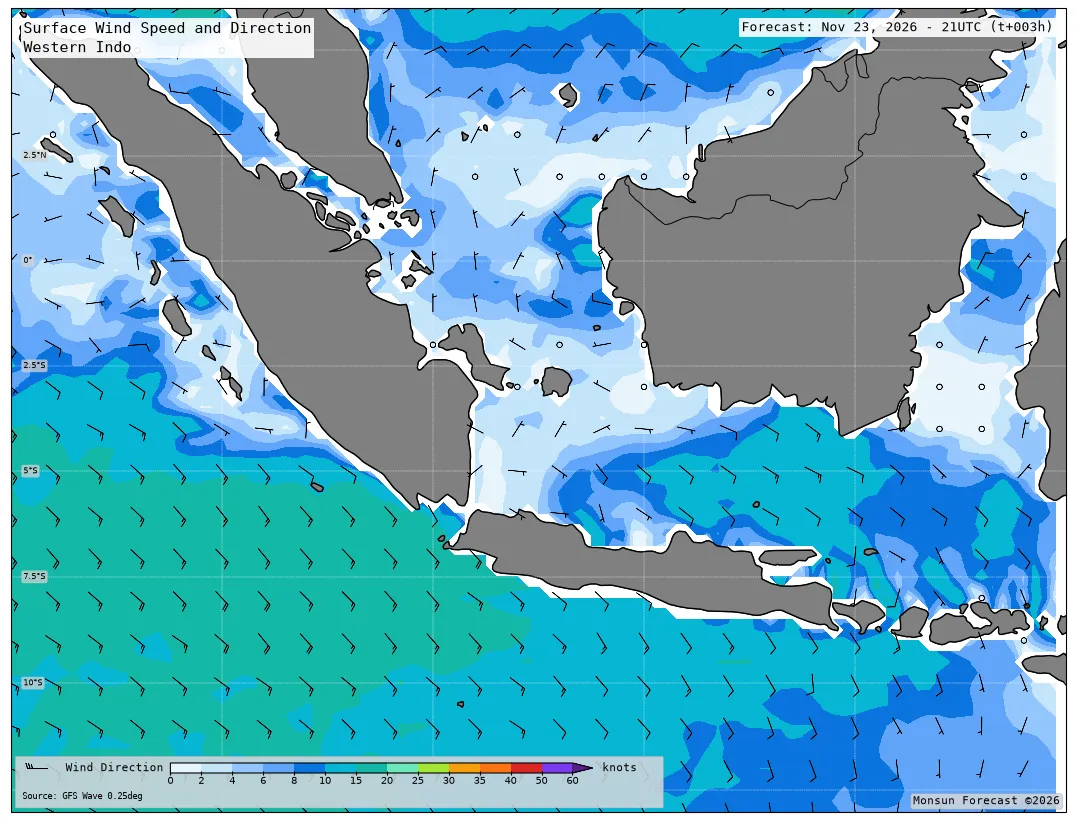 Surface Wind Speed and Direction
Western Indo
Forecast: Nov 23, 2026 - 21UTC (t+003h)
2.5°N
0°
2.5°S
5°S
7.5°S
10°S
Wind Direction
0 2 4 6 8 10 15 20 25 30 35 40 50 60
knots
Source: GFS Wave 0.25deg
Monsun Forecast ©2026